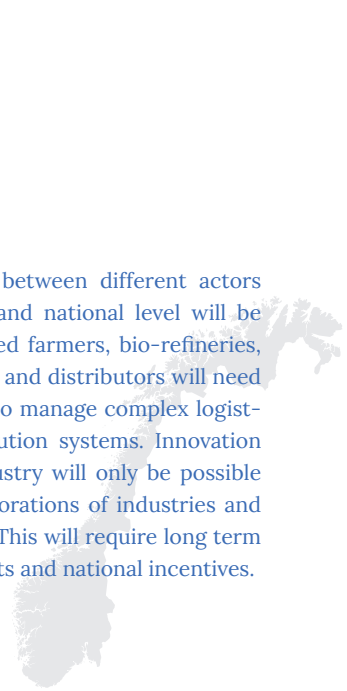 between different actors
and national level will be
ed farmers, bio-refineries,
and distributors will need
o manage complex logist-
ution systems. Innovation
ustry will only be possible
orations of industries and
This will require long term
ts and national incentives.